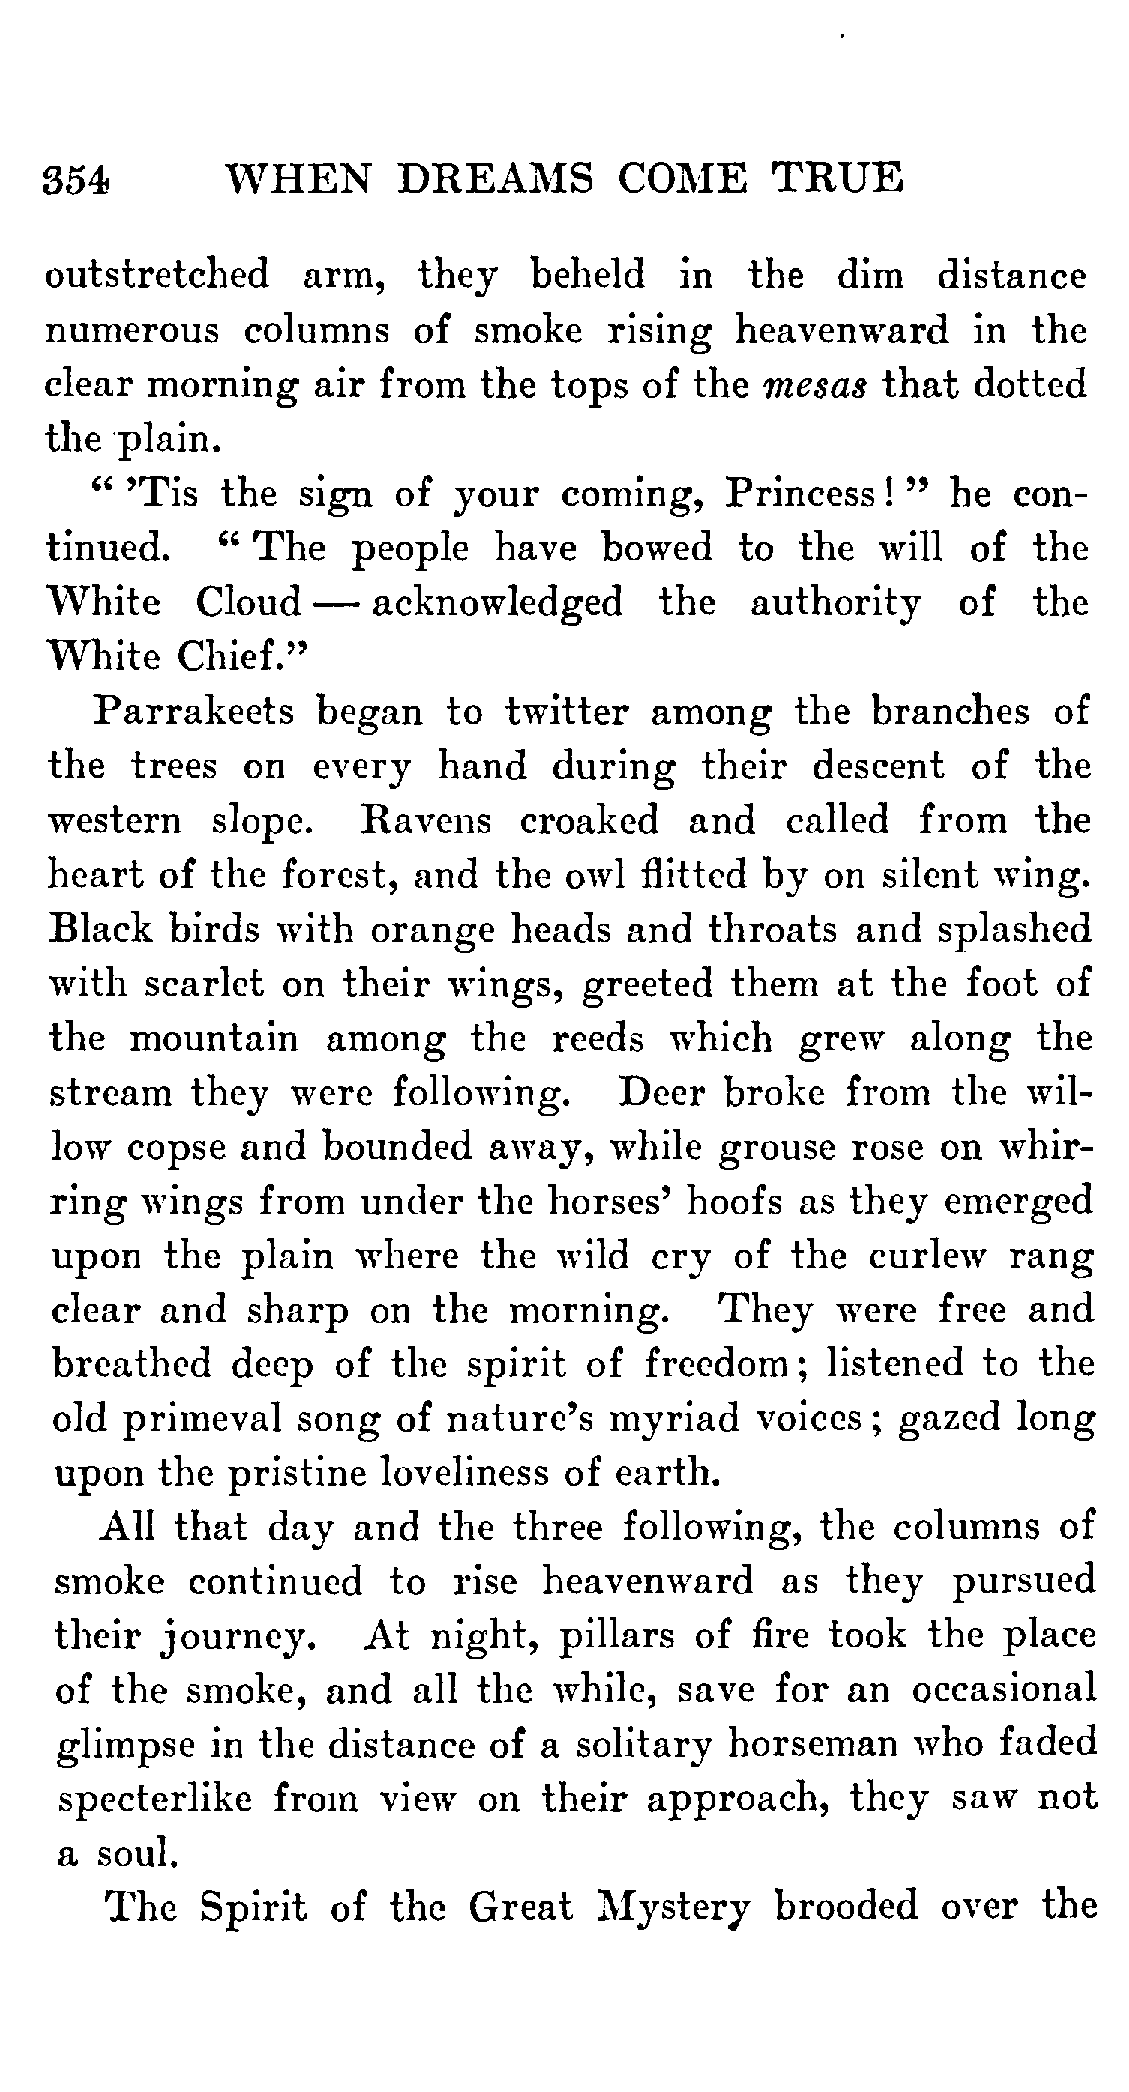 354 WHEN DREAMS COME TRUE
outstretched arm, they beheld in the dim distance
numerous columns of smoke rising heavenward in the
clear morning air from the tops of the mesas that dotted
the plain.
“ ’Tis the sign of your coming, Princess! ” he con-
tinued. “ The people have bowed to the will of the
White Cloud — acknowledged the authority of the
White Chief.”
Parrakeets began to twitter among the branches of
the trees on every hand during their descent of the
western slope. Ravens croaked and called from the
heart of the forest, and the owl flitted by on silent wing.
Black birds with orange heads and throats and splashed
with scarlet on their wings, greeted them at the foot of
the mountain among the reeds which grew along the
stream they were following. Deer broke from the wil-
low copse and bounded away, while grouse rose on whir-
ring wings from under the horses’ hoofs as they emerged
upon the plain where the wild cry of the curlew rang
clear and sharp on the morning. They were free and
breathed deep of the spirit of freedom; listened to the
old primeval song of nature’s myriad voices; gazed long
upon the pristine loveliness of earth.
All that day and the three following, the columns of
smoke continued to rise heavenward as they pursued
their journey. At night, pillars of fire took the place
of the smoke, and all the while, save for an occasional
glimpse in the distance of a solitary horseman who faded
specterlike from view on their approach, they saw not
a soul.
The Spirit of the Great Mystery brooded over the